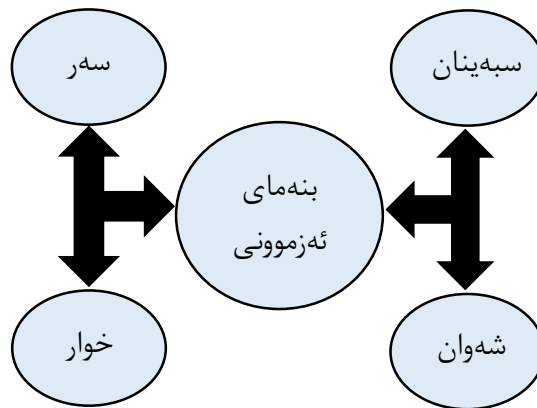 سەر
سبەینان
بنەمای
ئەزموونی
خوار
شەوان